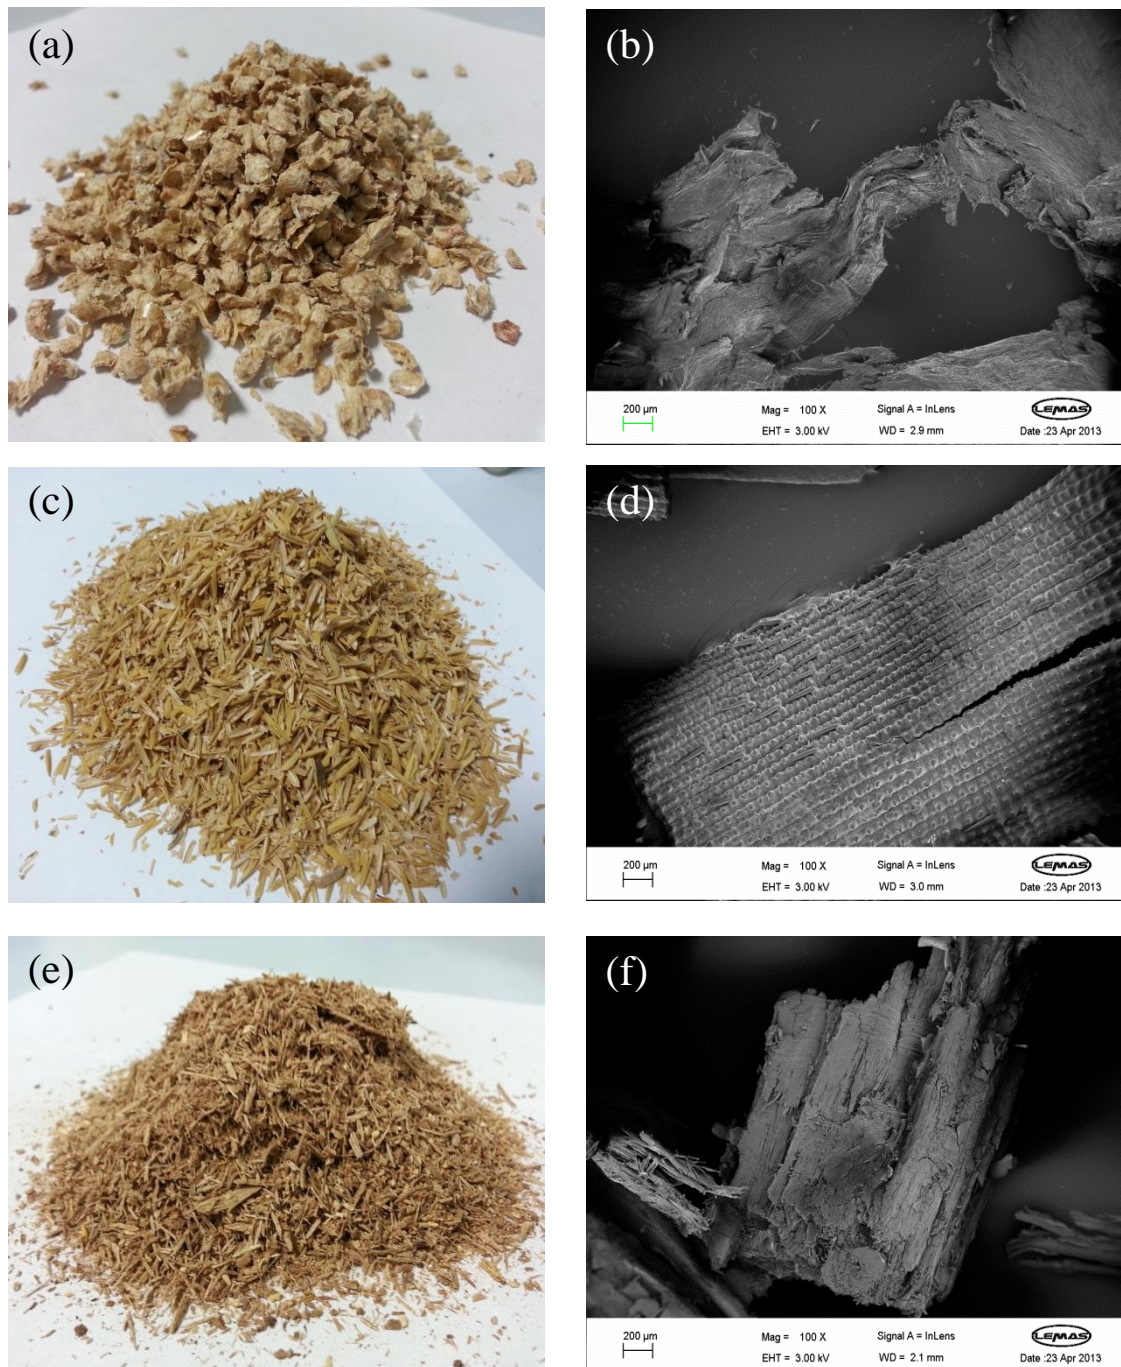 (a)
(b)
200 µm
Mag = 100 X
Signal A = InLens
LEMAS
EHT = 3.00 kV
WD = 2.9 mm
Date :23 Apr 2013
(c)
(d)
200 µm
Mag = 100 X
Signal A = InLens
LEMAS
EHT = 3.00 kV
WD = 3.0 mm
Date :23 Apr 2013
(e)
(f)
200 µm
Mag = 100 X
Signal A = InLens
LEMAS
EHT = 3.00 kV
WD = 2.1 mm
Date :23 Apr 2013